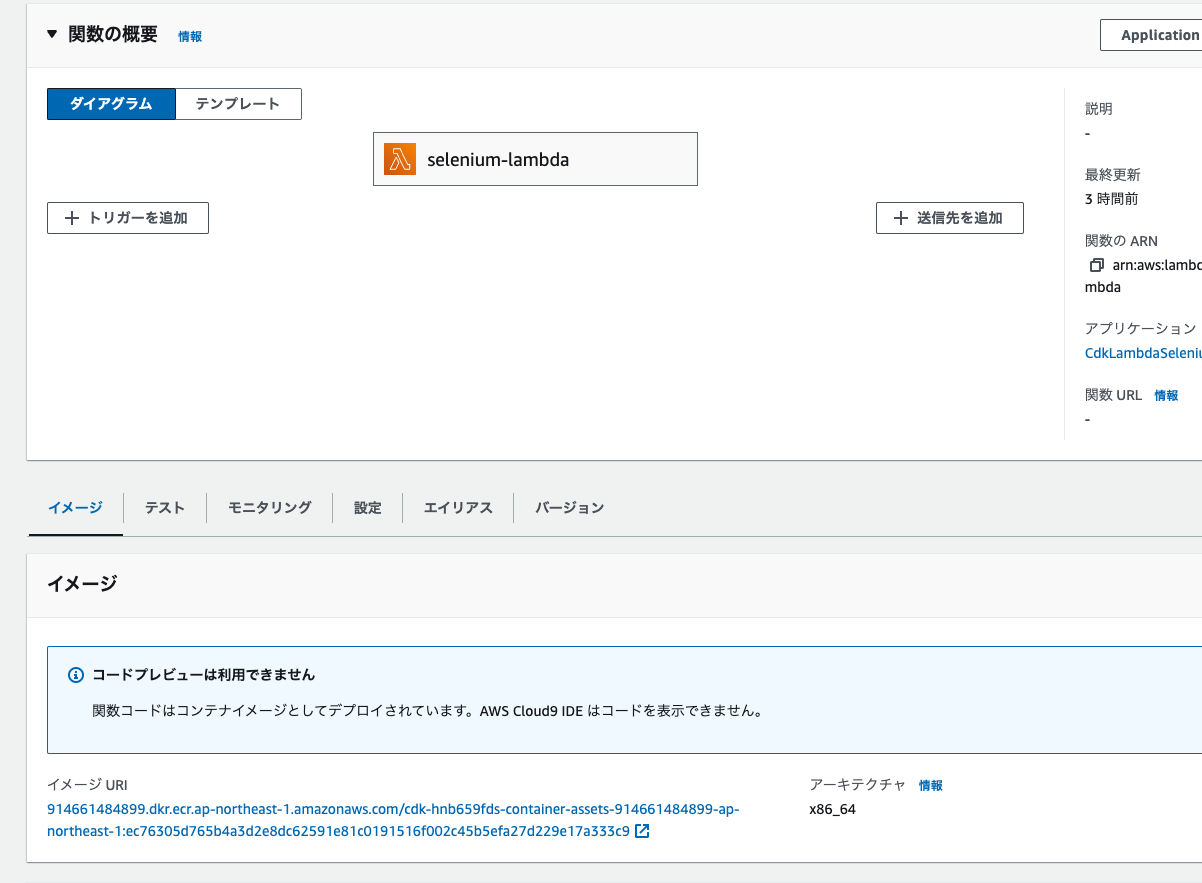 関数の概要 情報
Application
ダイアグラム テンプレート
selenium-lambda
トリガーを追加
送信先を追加
説明
-
最終更新
3 時間前
関数の ARN
arn:aws:lambd
mbda
アプリケーション
CdkLambdaSeleniu
関数 URL 情報
-
イメージ テスト モニタリング 設定 エイリアス バージョン
イメージ
コードプレビューは利用できません
関数コードはコンテナイメージとしてデプロイされています。AWS Cloud9 IDE はコードを表示できません。
イメージ URI
914661484899.dkr.ecr.ap-northeast-1.amazonaws.com/cdk-hnb659fds-container-assets-914661484899-ap-
northeast-1:ec76305d765b4a3d2e8dc62591e81c0191516f002c45b5efa27d229e17a333c9
アーキテクチャ 情報
x86_64